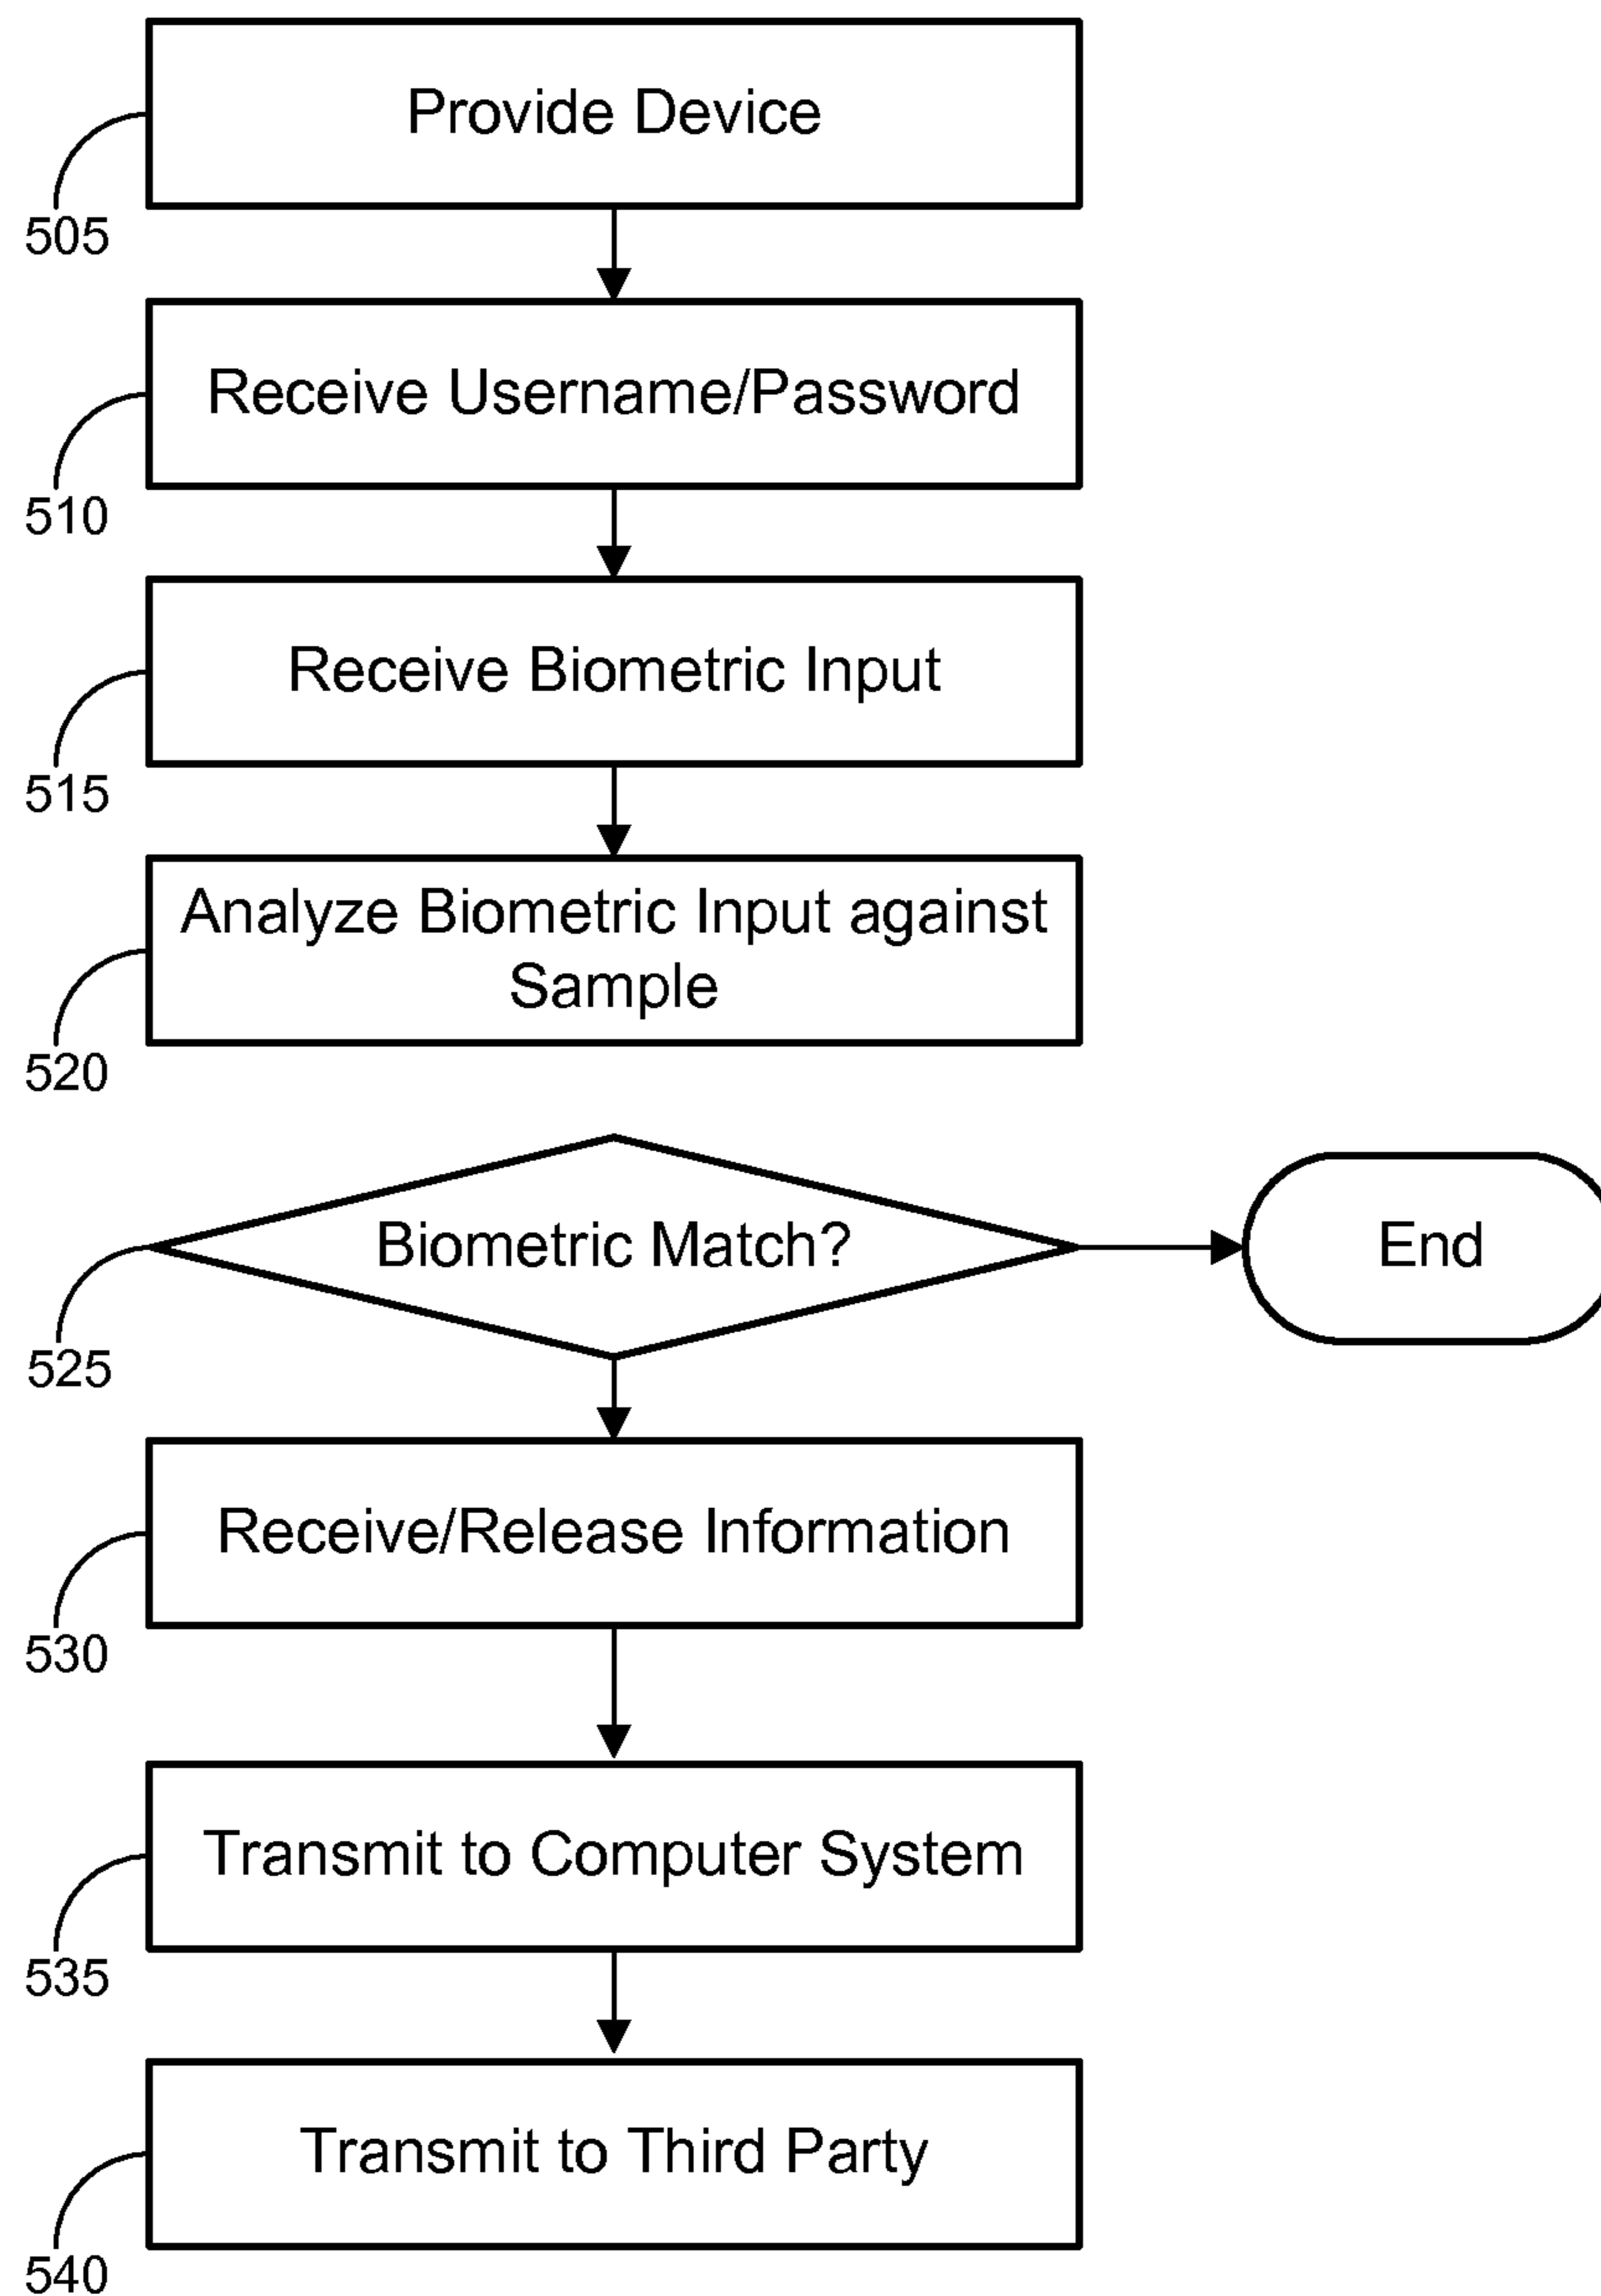 Provide Device
505
Receive Username/Password
510
Receive Biometric Input
515
Analyze Biometric Input against
Sample
520
Biometric Match?
End
525
Receive/Release Information
530
Transmit to Computer System
535
Transmit to Third Party
540